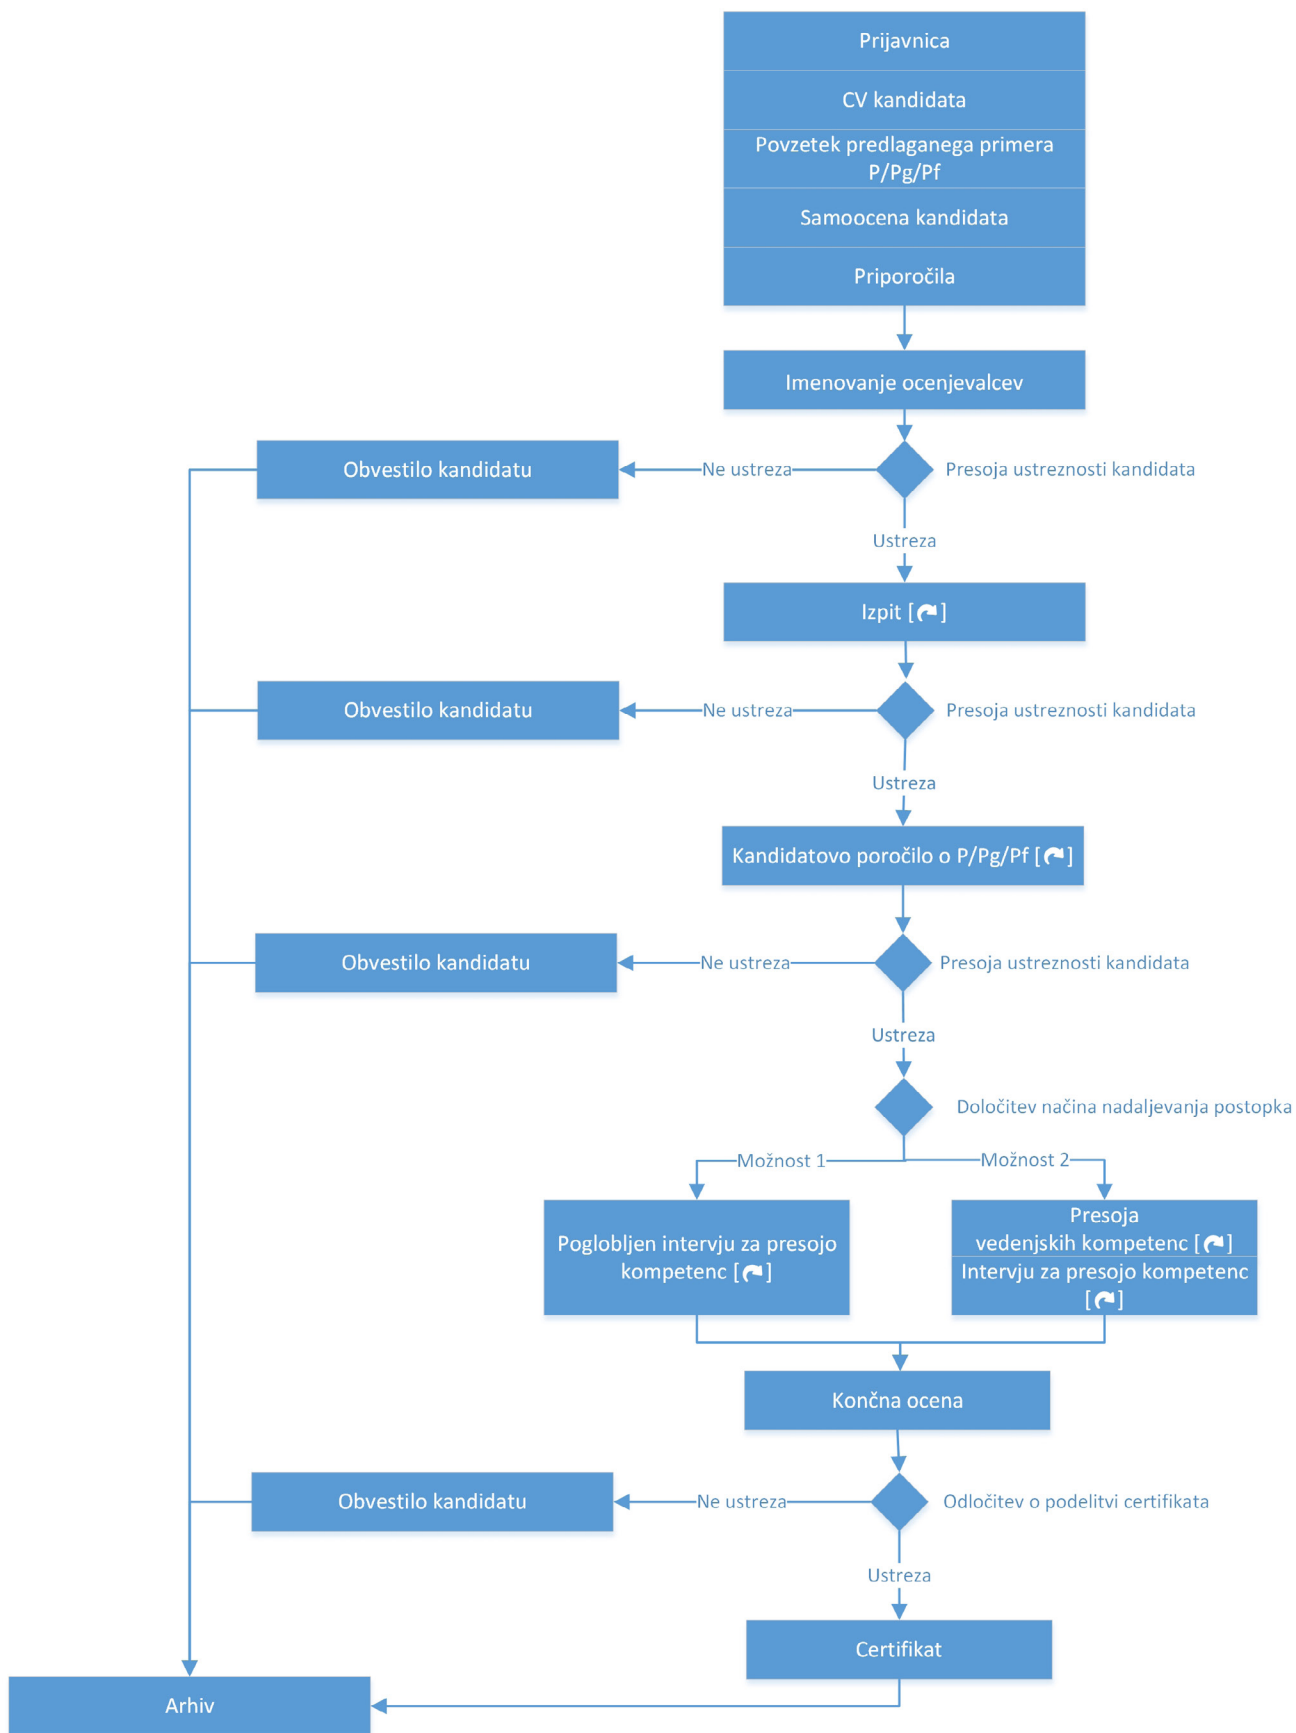 Prijavnica
CV kandidata
Povzetek predlaganega primera
P/Pg/Pf
Samoocena kandidata
Priporočila
Imenovanje ocenjevalcev
Obvestilo kandidatu
Ne ustreza
Presoja ustreznosti kandidata
Ustreza
Izpit [↷]
Obvestilo kandidatu
Ne ustreza
Presoja ustreznosti kandidata
Ustreza
Kandidatovo poročilo o P/Pg/Pf [↷]
Obvestilo kandidatu
Ne ustreza
Presoja ustreznosti kandidata
Ustreza
Določitev načina nadaljevanja postopka
Možnost 1
Možnost 2
Poglobljen intervju za presojo
kompetenc [↷]
Presoja
vedenjskih kompetenc [↷]
Intervju za presojo kompetenc
[↷]
Končna ocena
Obvestilo kandidatu
Ne ustreza
Odločitev o podelitvi certifikata
Ustreza
Certifikat
Arhiv